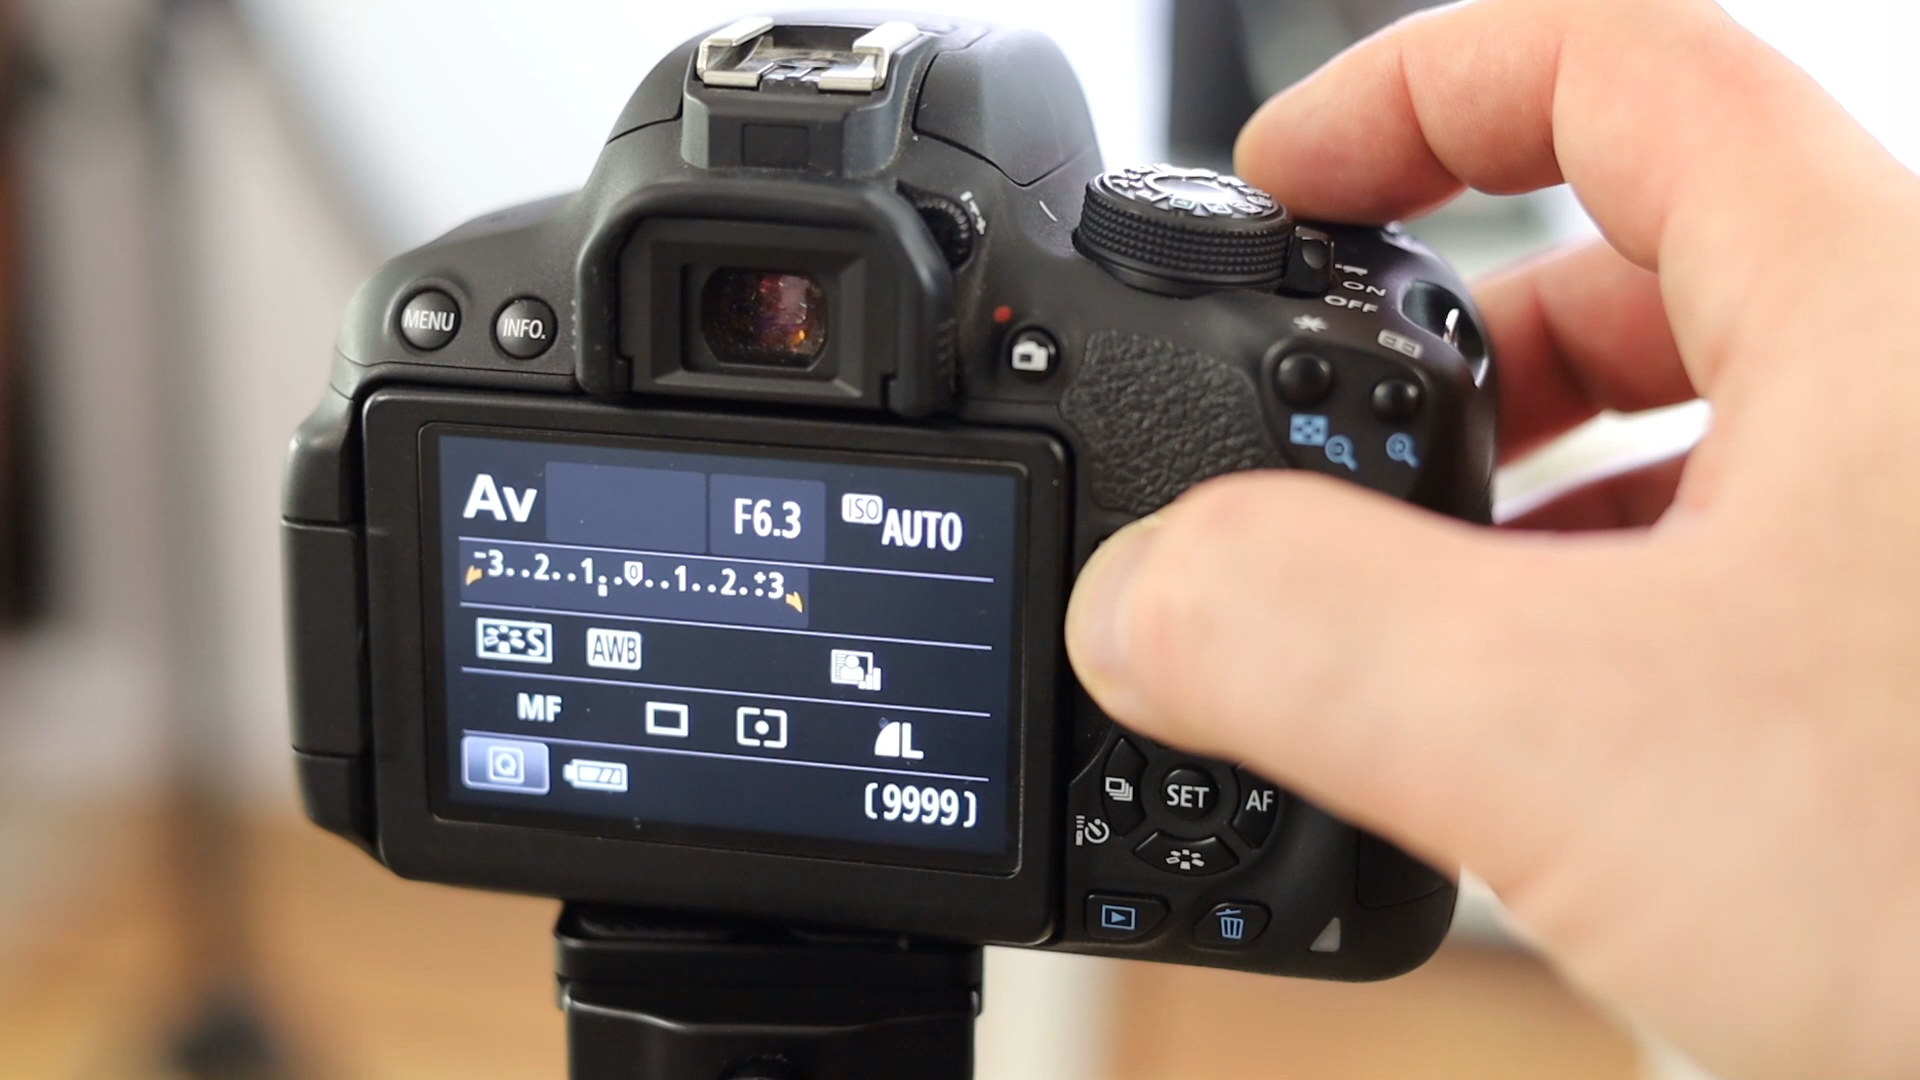 ON
OFF
MENU
INFO.
Av F6.3 ISO AUTO
-3..2..1..0..1..2..+3
S AWB
MF L
Q [9999]
SET AF